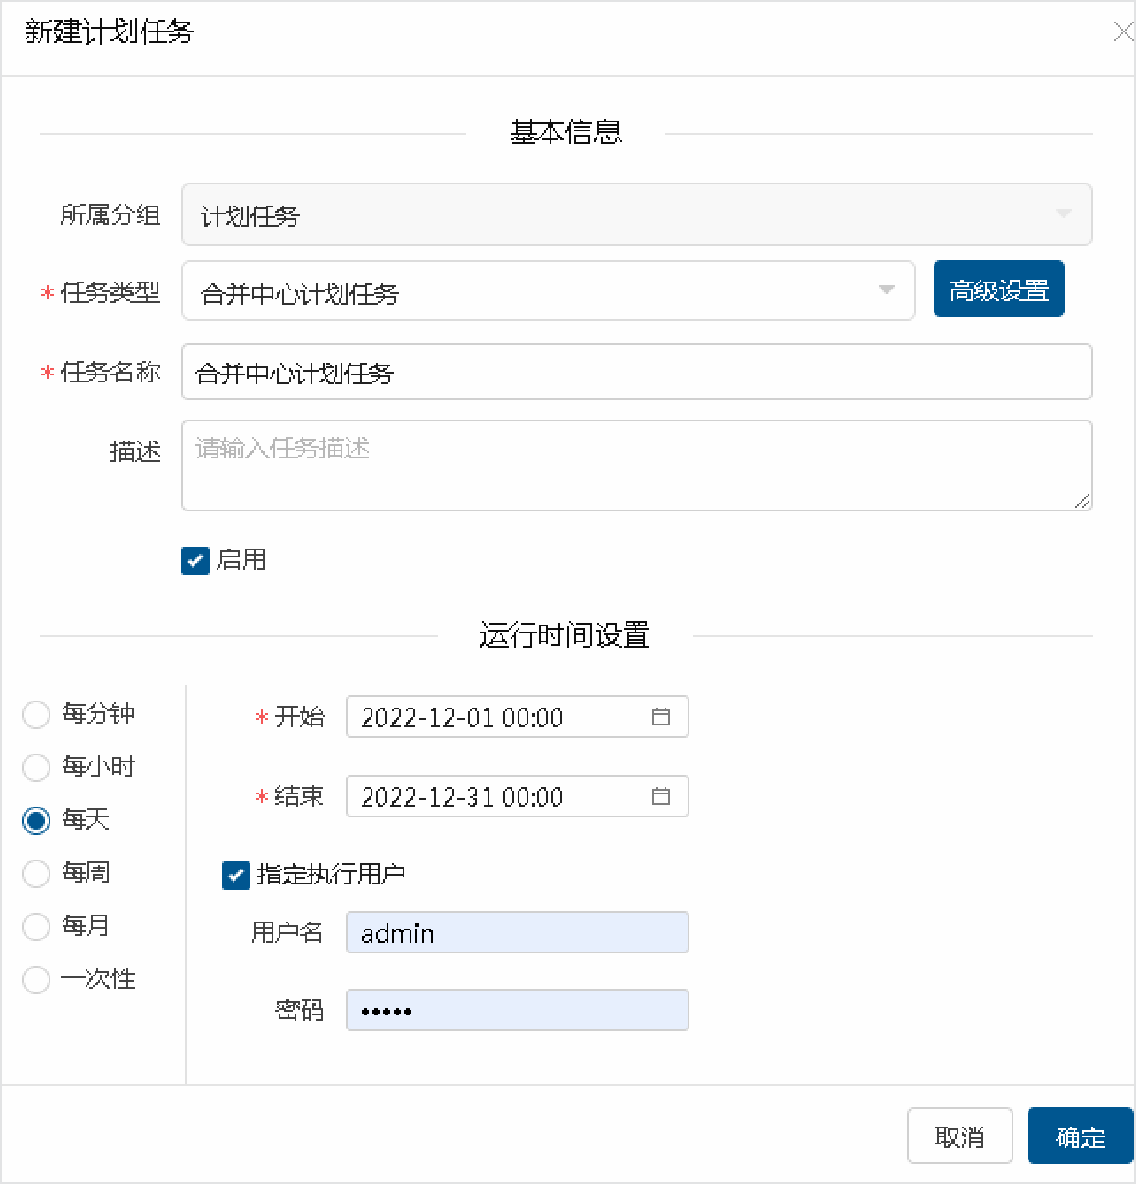 新建计划任务
基本信息
所属分组 计划任务
* 任务类型 合并中心计划任务 高级设置
* 任务名称 合并中心计划任务
描述 请输入任务描述
启用
运行时间设置
每分钟
每小时
每天
每周
每月
一次性
* 开始 2022-12-01 00:00
* 结束 2022-12-31 00:00
指定执行用户
用户名 admin
密码 •••••
取消 确定